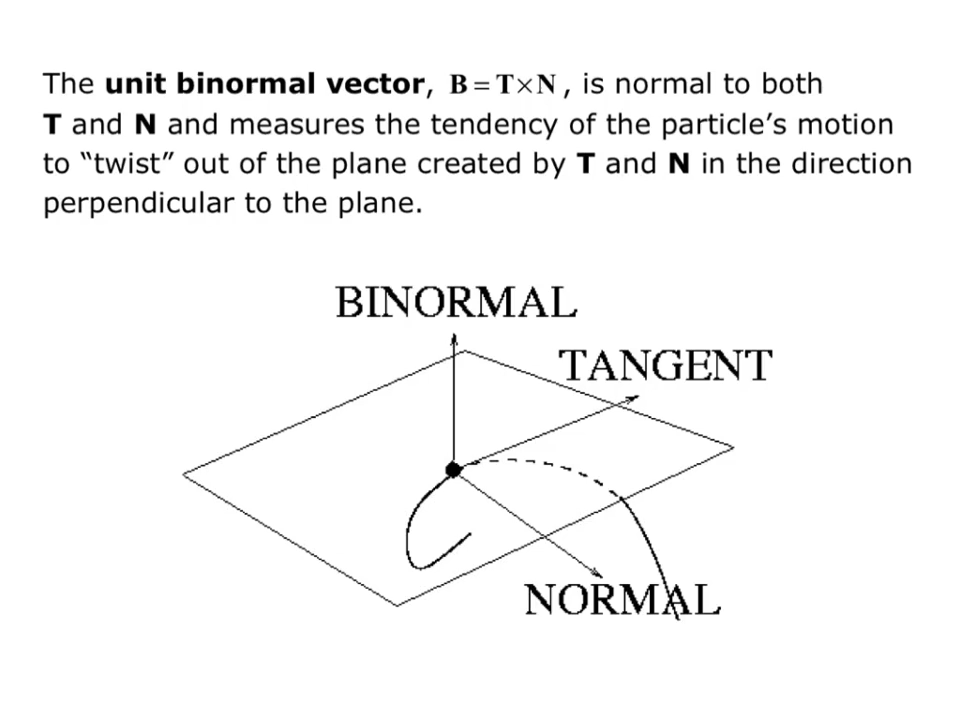 The unit binormal vector, B = T×N, is normal to both
T and N and measures the tendency of the particle’s motion
to “twist” out of the plane created by T and N in the direction
perpendicular to the plane.
BINORMAL
TANGENT
NORMAL